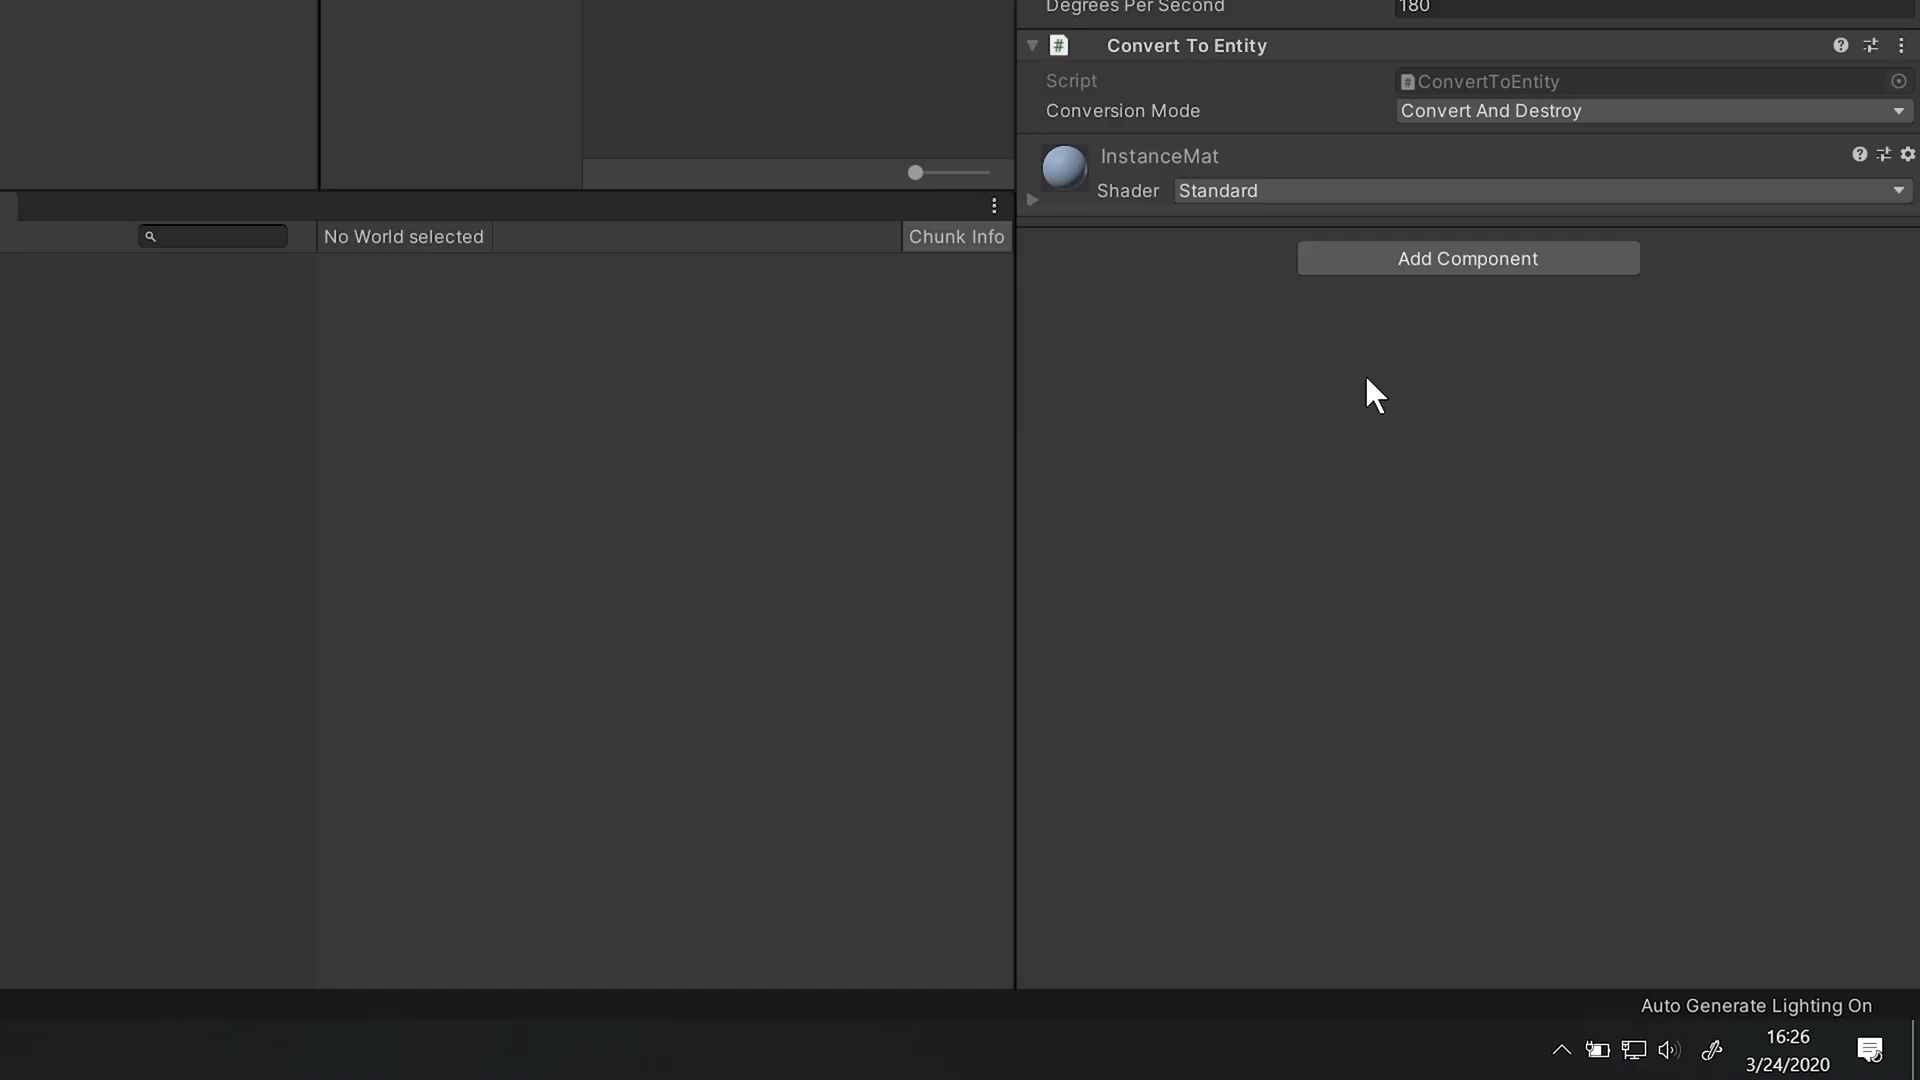 Degrees Per Second 180
# Convert To Entity
Script # ConvertToEntity
Conversion Mode Convert And Destroy
InstanceMat
Shader Standard
No World selected Chunk Info
Add Component
Auto Generate Lighting On
16:26
3/24/2020